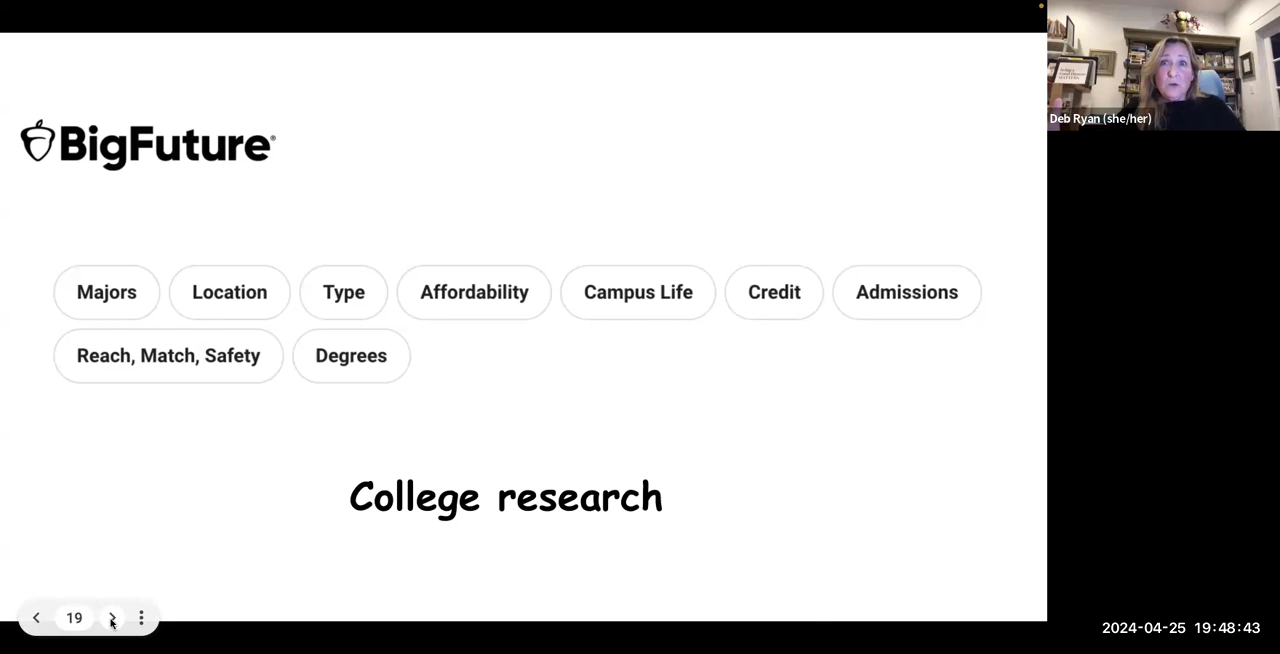 BigFuture®
Majors Location Type Affordability Campus Life Credit Admissions
Reach, Match, Safety Degrees
College research
19
Deb Ryan (she/her)
2024-04-25 19:48:43